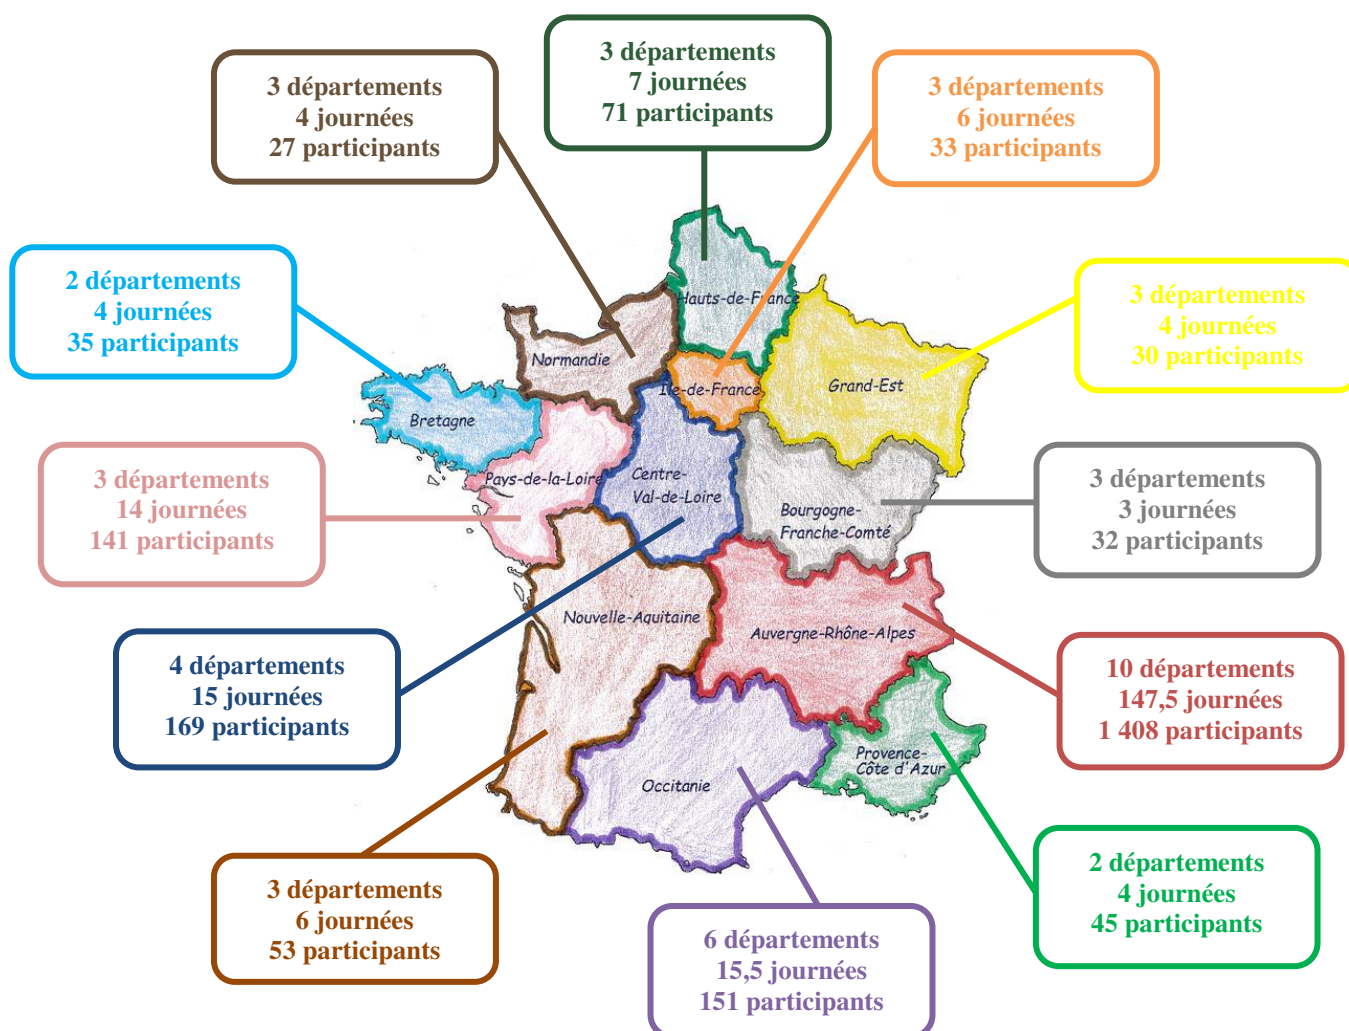 3 départements
7 journées
71 participants
3 départements
4 journées
27 participants
3 départements
6 journées
33 participants
2 départements
4 journées
35 participants
3 départements
4 journées
30 participants
Hauts-de-France
Normandie
Ile-de-France
Grand-Est
Bretagne
3 départements
14 journées
141 participants
Pays-de-la-Loire
Centre-
Val-de-Loire
Bourgogne-
Franche-Comté
3 départements
3 journées
32 participants
Nouvelle-Aquitaine
Auvergne-Rhône-Alpes
4 départements
15 journées
169 participants
10 départements
147,5 journées
1 408 participants
Provence-
Côte d'Azur
Occitanie
3 départements
6 journées
53 participants
6 départements
15,5 journées
151 participants
2 départements
4 journées
45 participants